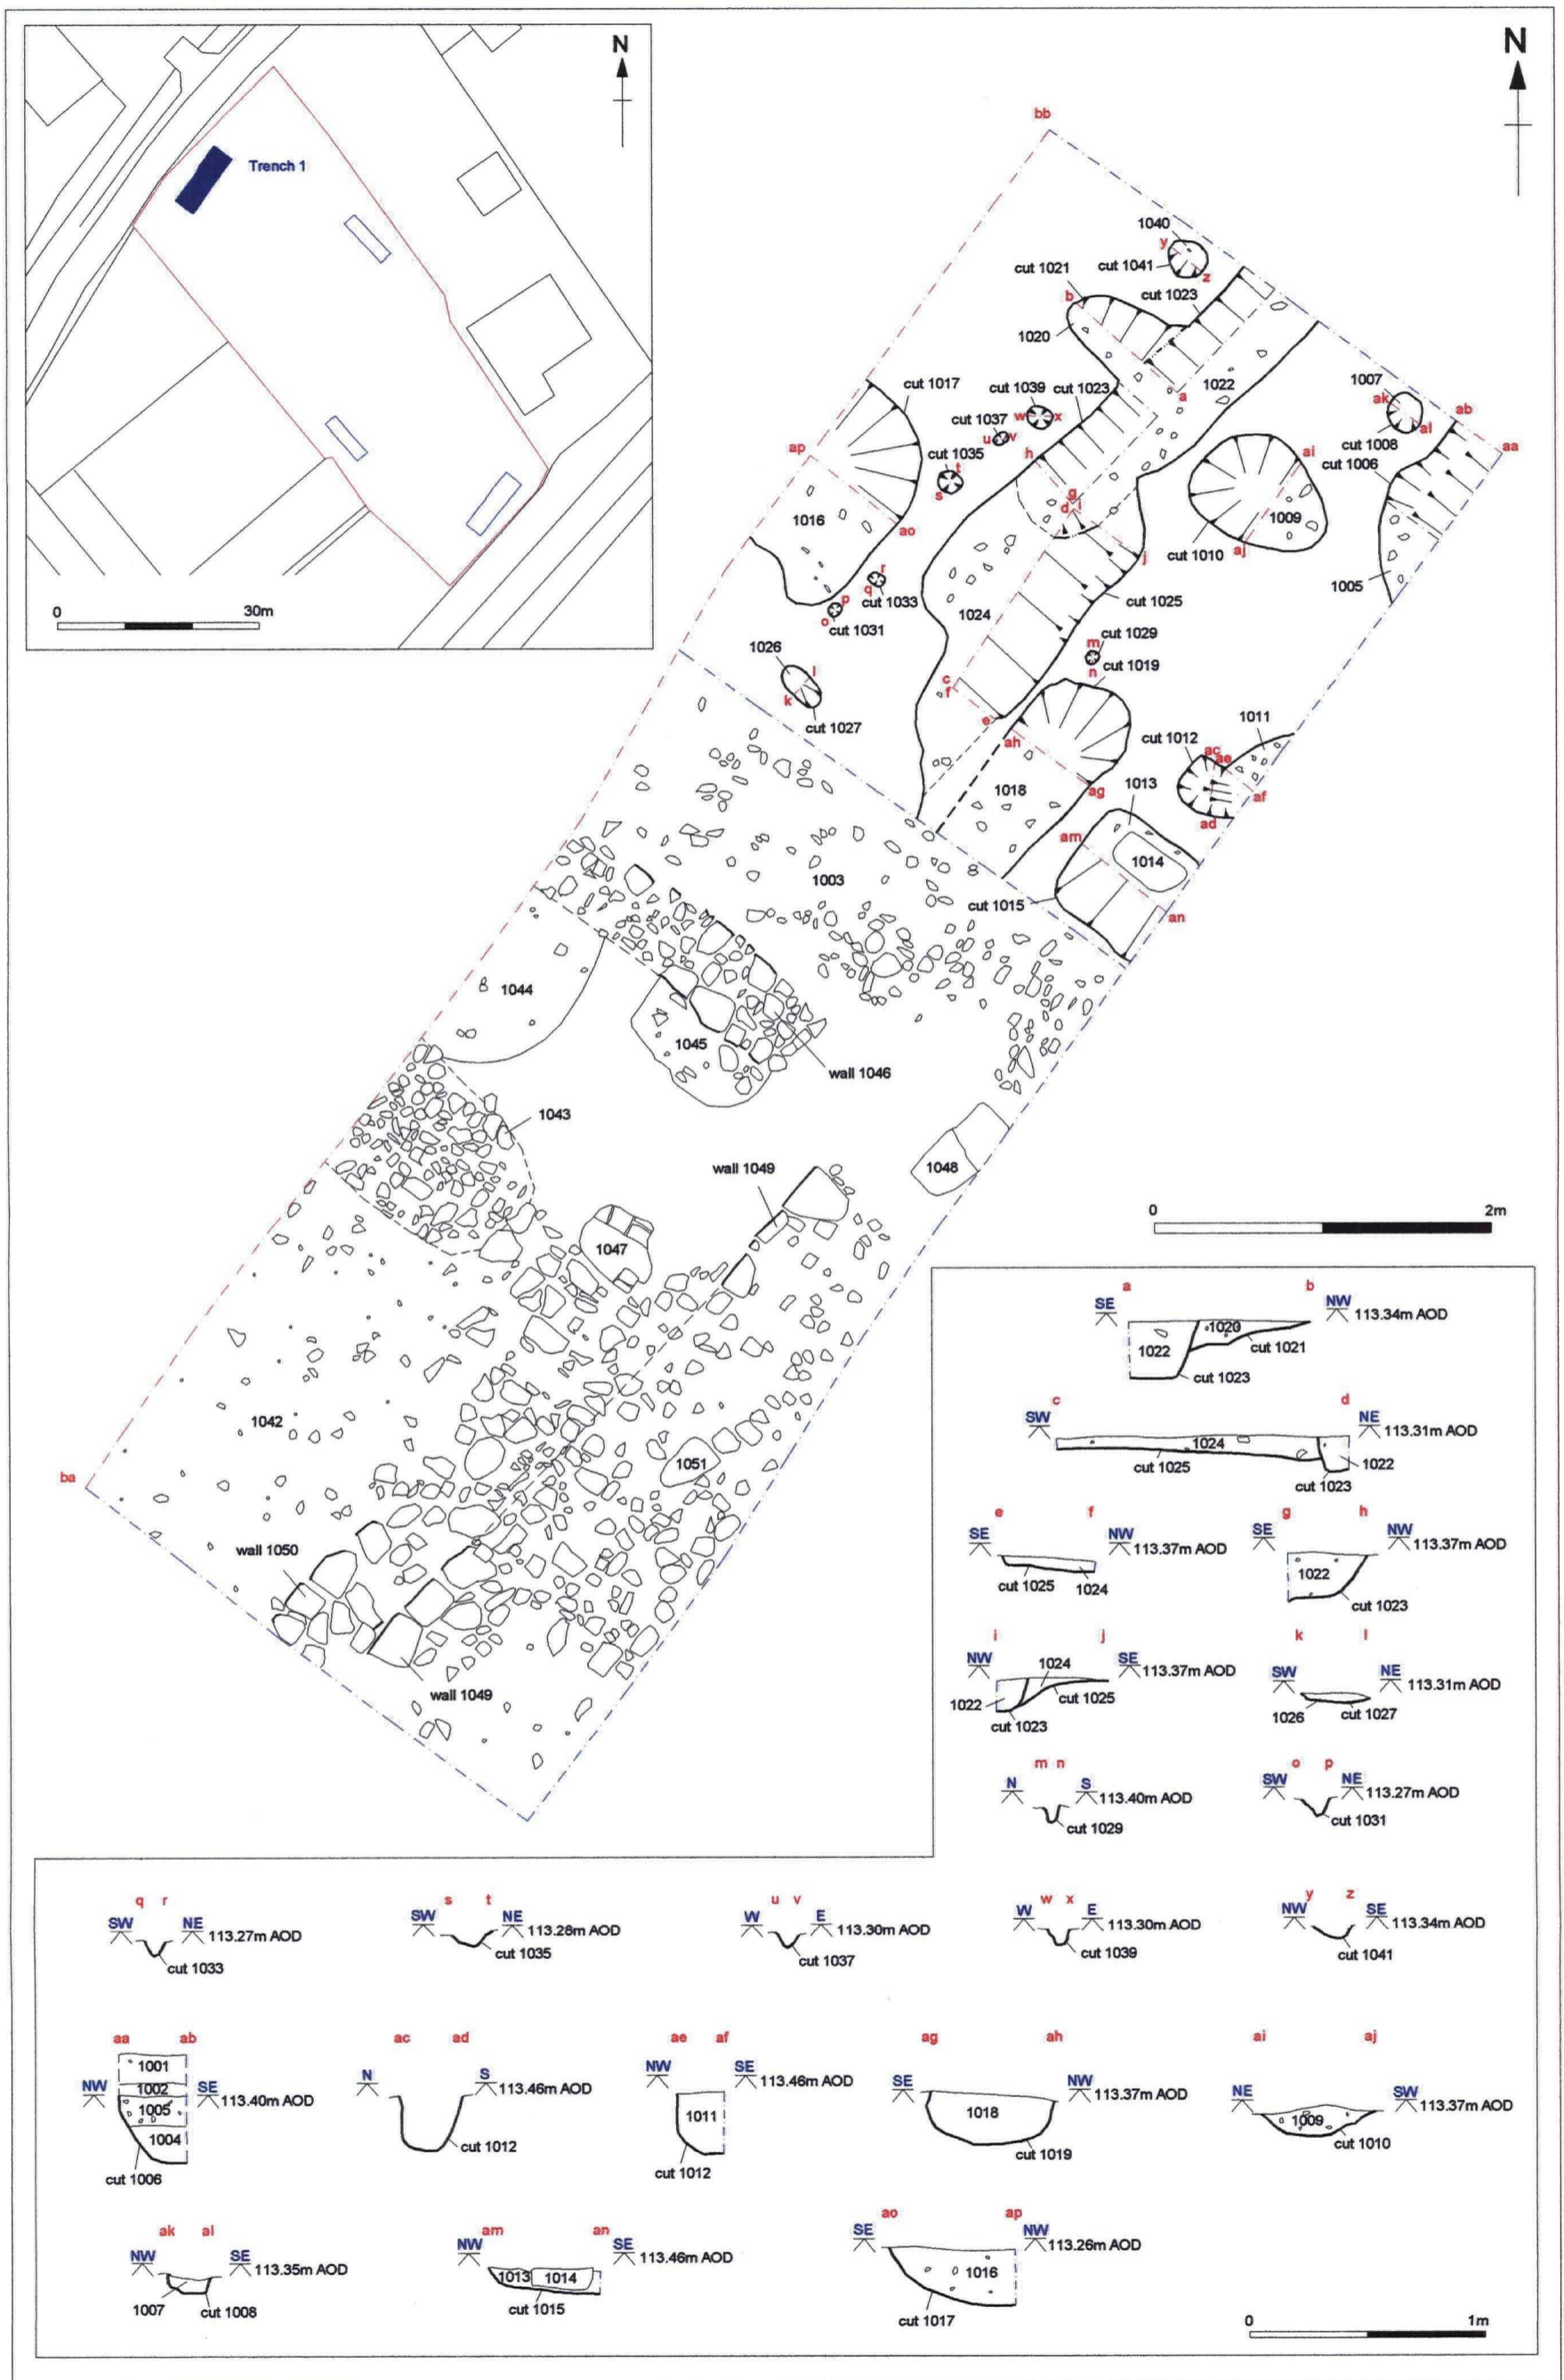 N
Trench 1
0 30m
N
bb
1040
y
cut 1041
z
cut 1021
b
cut 1023
1020
1022
a
cut 1017
cut 1039
cut 1023
w
x
cut 1037
u
v
cut 1035
t
s
h
g
d
i
j
1007
ak
al
ab
aa
cut 1008
cut 1006
ai
1009
cut 1010
aj
1005
ap
1016
ao
r
q
cut 1033
p
o
cut 1031
1024
cut 1025
1026
l
k
cut 1027
m
cut 1029
n
cut 1019
c
f
e
ah
ag
1018
1011
cut 1012
ac
ae
af
ad
1013
am
1014
cut 1015
an
1003
1044
1045
wall 1046
1043
wall 1049
1048
1047
0 2m
1042
1051
ba
wall 1050
wall 1049
a b
SE NW 113.34m AOD
1020
1022
cut 1021
cut 1023
c d
SW NE 113.31m AOD
1024
cut 1025
1022
cut 1023
e f
SE NW 113.37m AOD
cut 1025
1024
g h
SE NW 113.37m AOD
1022
cut 1023
i j
NW SE 113.37m AOD
1024
1022
cut 1025
cut 1023
k l
SW NE 113.31m AOD
1026
cut 1027
m n
N S 113.40m AOD
cut 1029
o p
SW NE 113.27m AOD
cut 1031
q r
SW NE 113.27m AOD
cut 1033
s t
SW NE 113.28m AOD
cut 1035
u v
W E 113.30m AOD
cut 1037
w x
W E 113.30m AOD
cut 1039
y z
NW SE 113.34m AOD
cut 1041
aa ab
1001
NW 1002 SE 113.40m AOD
1005
1004
cut 1006
ac ad
N S 113.46m AOD
cut 1012
ae af
NW SE 113.46m AOD
1011
cut 1012
ag ah
SE NW 113.37m AOD
1018
cut 1019
ai aj
NE SW 113.37m AOD
1009
cut 1010
ak al
NW SE 113.35m AOD
1007
cut 1008
am an
NW SE 113.46m AOD
1013 1014
cut 1015
ao ap
SE NW 113.26m AOD
1016
cut 1017
0 1m